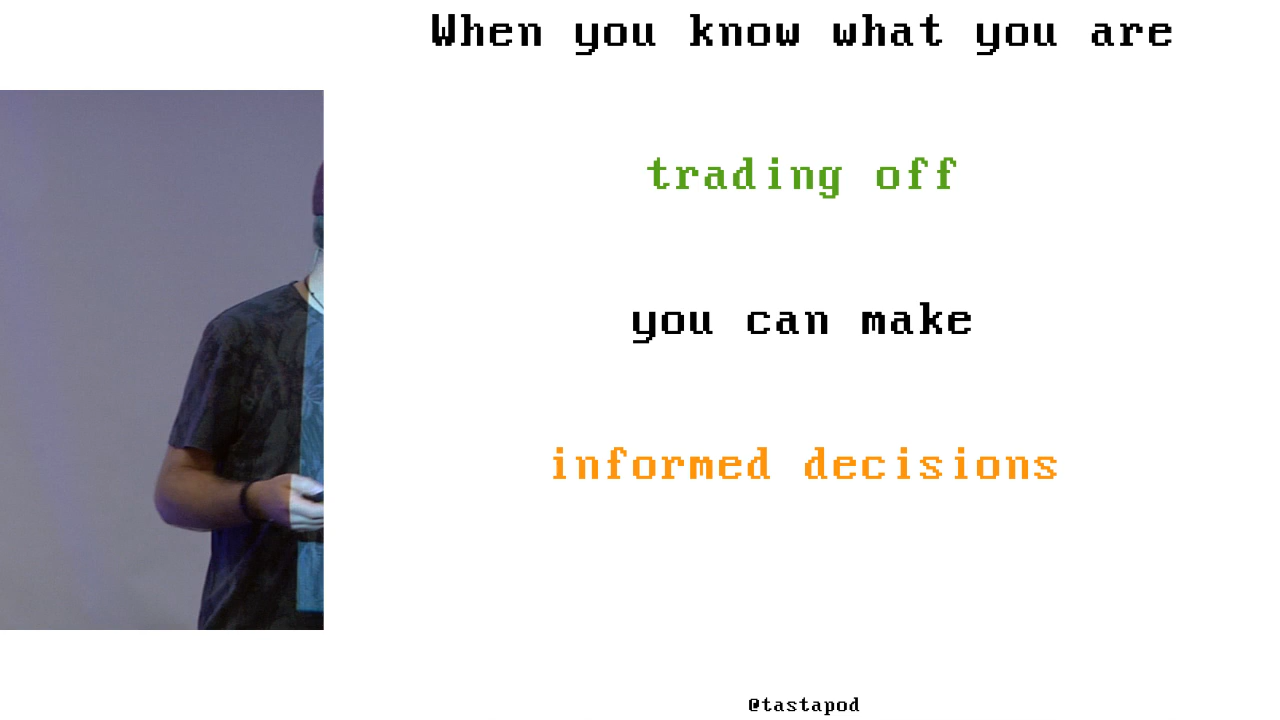 When you know what you are
trading off
you can make
informed decisions
@tastapod